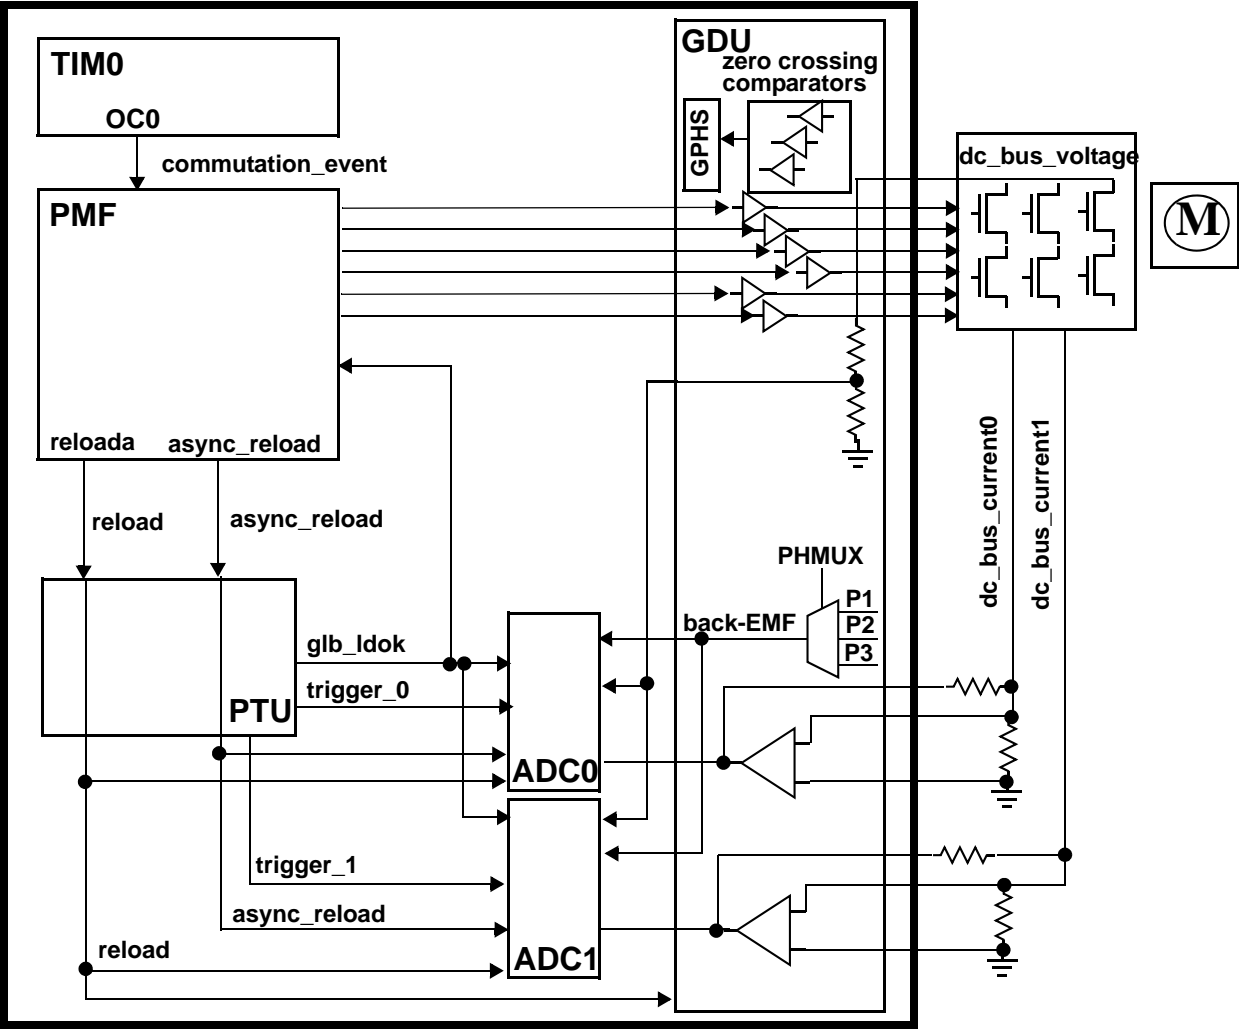 GDU
TIM0
zero crossing
comparators
OC0
GPHS
commutation_event
dc_bus_voltage
PMF
M
reloada
async_reload
reload
async_reload
dc_bus_current0
dc_bus_current1
PHMUX
P1
back-EMF
P2
glb_ldok
P3
trigger_0
PTU
ADC0
trigger_1
async_reload
reload
ADC1